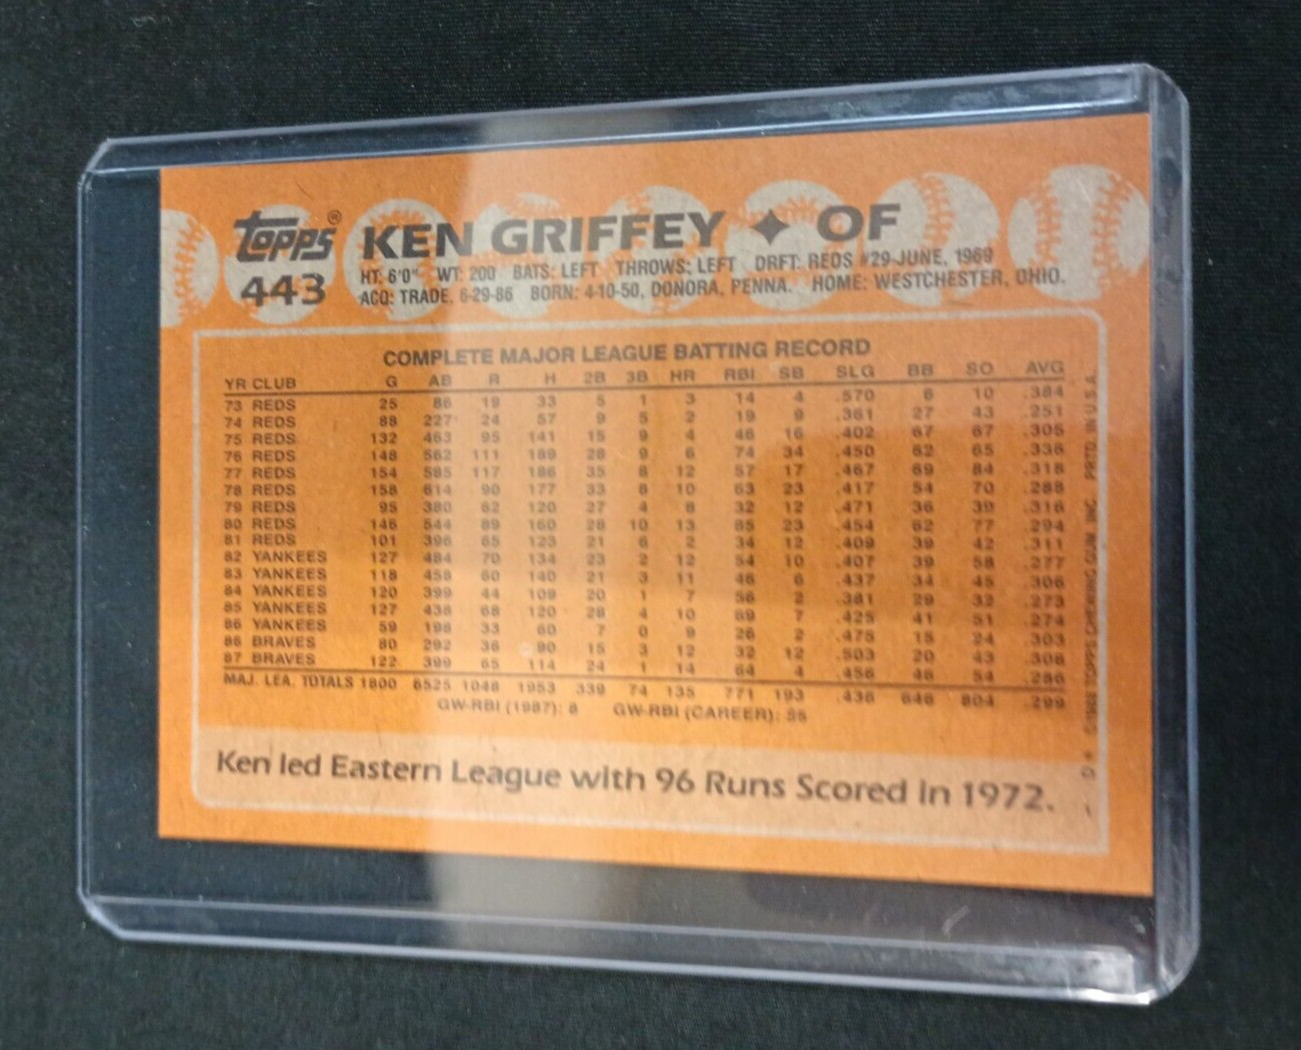 topps® KEN GRIFFEY ✦ OF
443 HT: 6'0" WT: 200 BATS: LEFT THROWS: LEFT DRFT: REDS #29-JUNE, 1969
ACQ: TRADE, 6-29-86 BORN: 4-10-50, DONORA, PENNA. HOME: WESTCHESTER, OHIO.
COMPLETE MAJOR LEAGUE BATTING RECORD
YR CLUB G AB R H 2B 3B HR RBI SB SLG BB SO AVG
73 REDS 25 86 19 33 5 1 3 14 4 .570 6 10 .384
74 REDS 88 227 24 57 9 5 2 19 9 .361 27 43 .251
75 REDS 132 463 95 141 15 9 4 46 16 .402 67 67 .305
76 REDS 148 562 111 189 28 9 6 74 34 .450 62 65 .336
77 REDS 154 585 117 186 35 8 12 57 17 .467 69 84 .318
78 REDS 158 614 90 177 33 8 10 63 23 .417 54 70 .288
79 REDS 95 380 62 120 27 4 8 32 12 .471 36 39 .316
80 REDS 146 544 89 160 28 10 13 85 23 .454 62 77 .294
81 REDS 101 396 65 123 21 6 2 34 12 .409 39 42 .311
82 YANKEES 127 484 70 134 23 2 12 54 10 .407 39 58 .277
83 YANKEES 118 458 60 140 21 3 11 46 6 .437 34 45 .306
84 YANKEES 120 399 44 109 20 1 7 56 2 .381 29 32 .273
85 YANKEES 127 438 68 120 28 4 10 69 7 .425 41 51 .274
86 YANKEES 59 198 33 60 7 0 9 26 2 .475 15 24 .303
86 BRAVES 80 292 36 90 15 3 12 32 12 .503 20 43 .308
87 BRAVES 122 399 65 114 24 1 14 64 4 .456 46 54 .286
MAJ. LEA. TOTALS 1800 6525 1048 1953 339 74 135 771 193 .436 646 804 .299
GW-RBI (1987): 8 GW-RBI (CAREER): 55
Ken led Eastern League with 96 Runs Scored in 1972.
TOPPS CHEWING GUM, INC. PRTD. IN U.S.A.